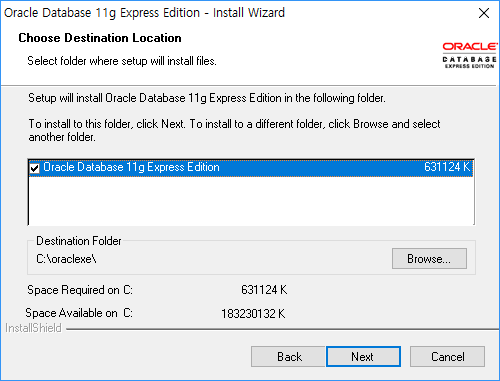 Oracle Database 11g Express Edition - Install Wizard
Choose Destination Location
Select folder where setup will install files.
ORACLE
DATABASE
EXPRESS EDITION
Setup will install Oracle Database 11g Express Edition in the following folder.
To install to this folder, click Next. To install to a different folder, click Browse and select
another folder.
Oracle Database 11g Express Edition 631124 K
Destination Folder
C:\oraclexe\ Browse...
Space Required on C: 631124 K
Space Available on C: 183230132 K
InstallShield
Back Next Cancel